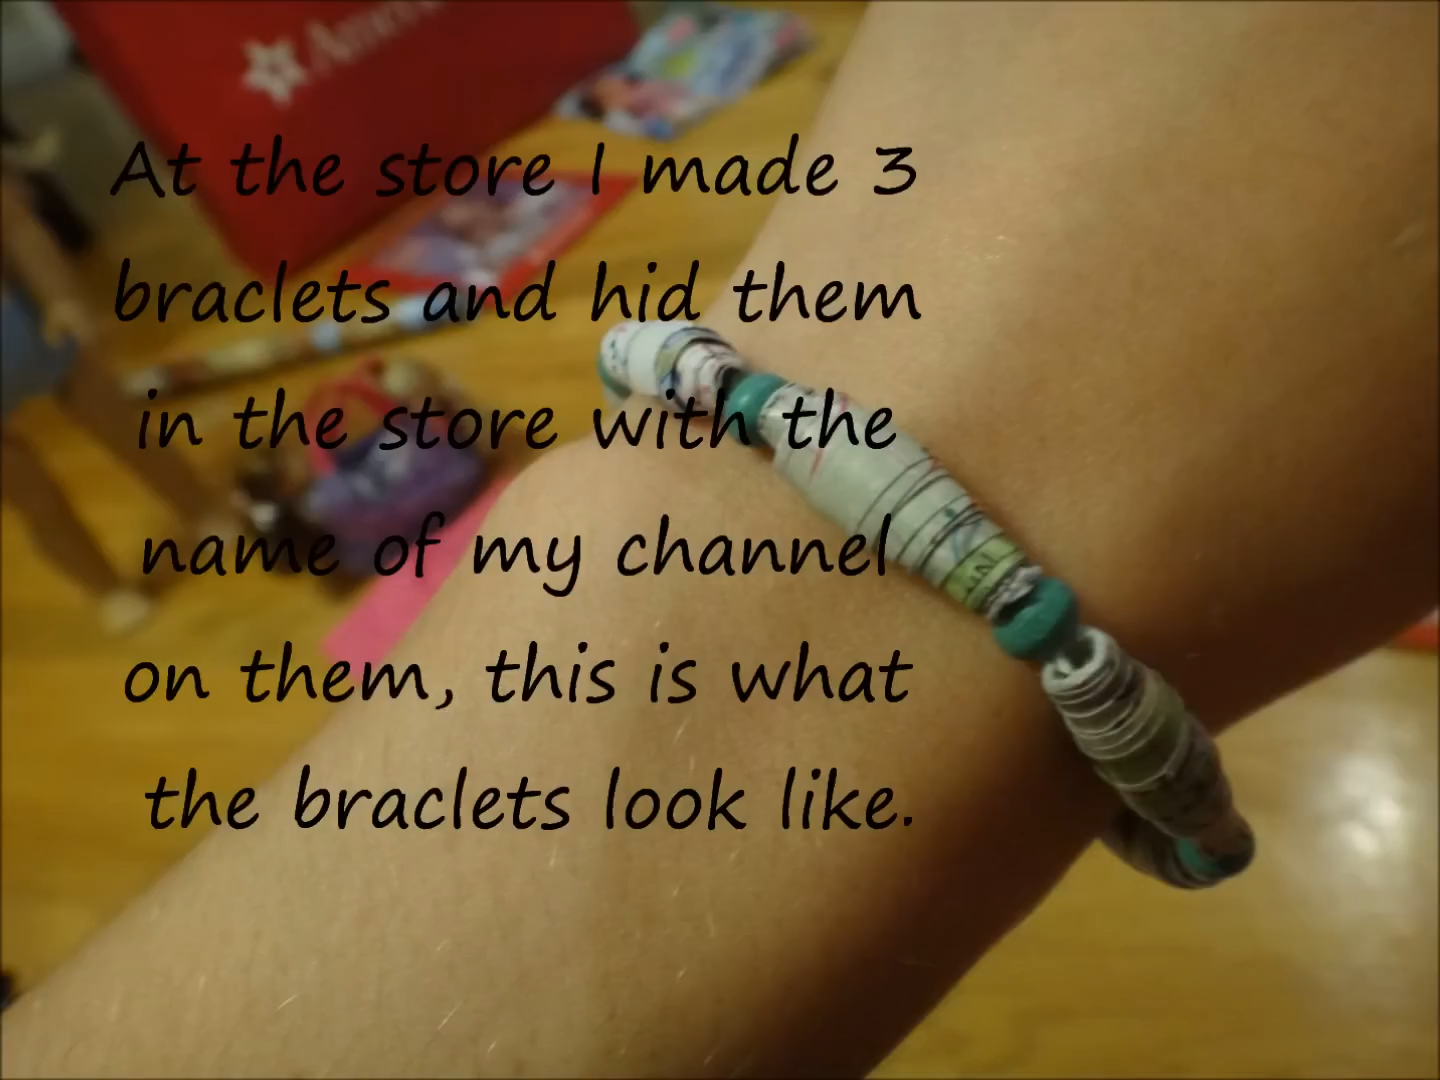 At the store I made 3
braclets and hid them
in the store with the
name of my channel
on them, this is what
the braclets look like.